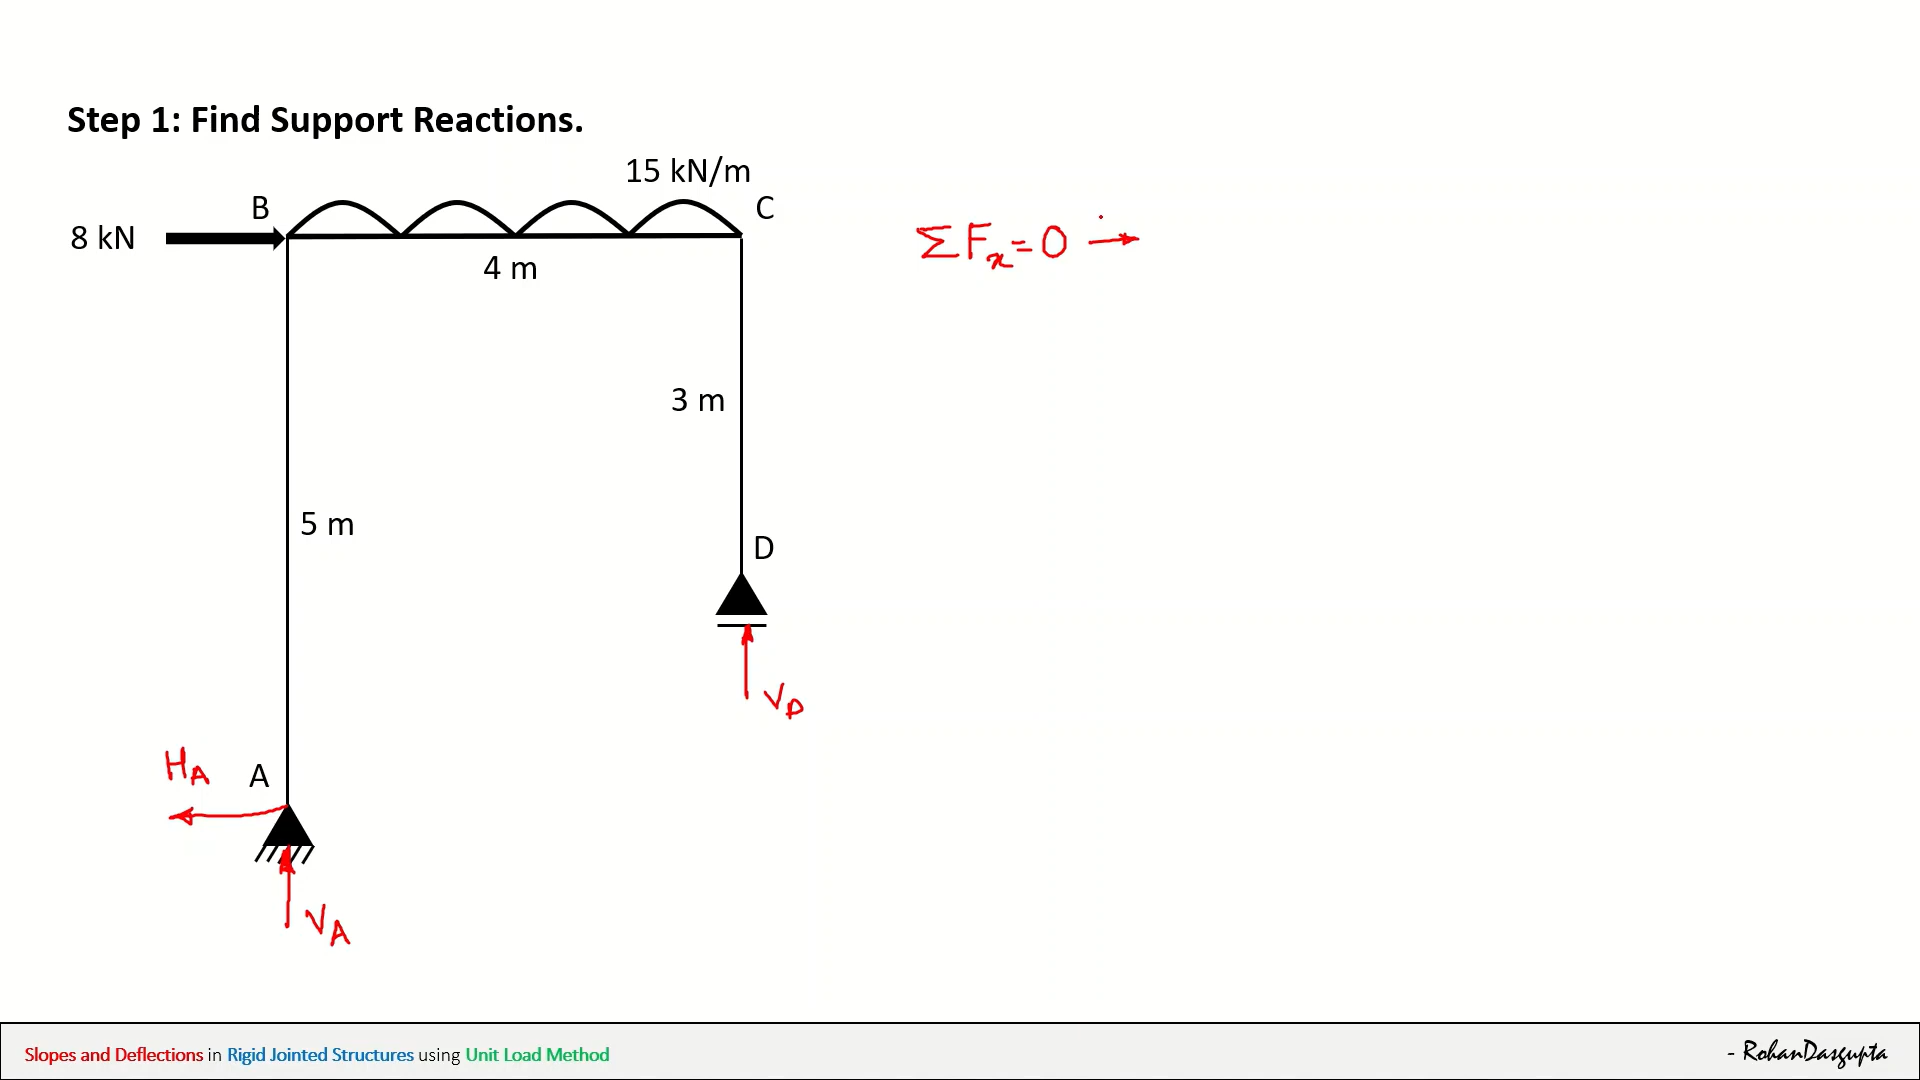 Step 1: Find Support Reactions.
15 kN/m
B
C
8 kN
4 m
ΣFx=0 →
3 m
5 m
D
VD
HA
A
VA
Slopes and Deflections in Rigid Jointed Structures using Unit Load Method
- RohanDasgupta